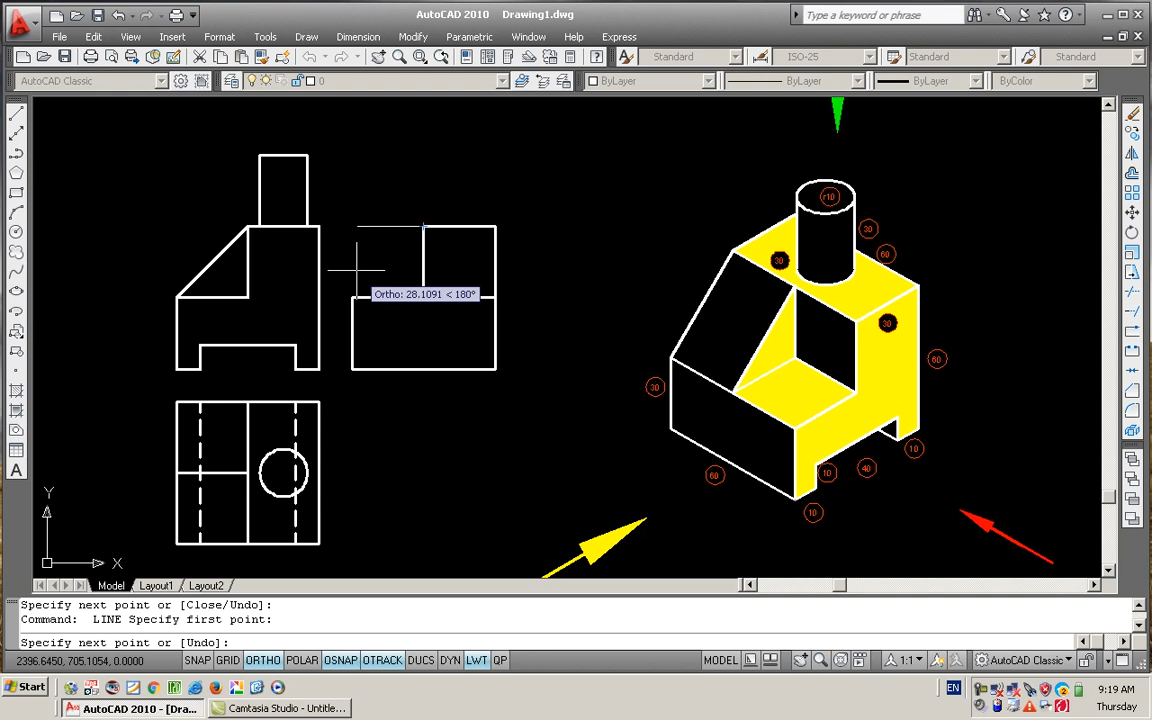 AutoCAD 2010   Drawing1.dwg
Type a keyword or phrase
File Edit View Insert Format Tools Draw Dimension Modify Parametric Window Help Express
Standard ISO-25 Standard Standard
AutoCAD Classic 0 ByLayer ByLayer ByLayer ByColor
r10
30
60
30
30
60
30
Ortho: 28.1091 < 180°
10
60
10
40
10
Y
X
Model Layout1 Layout2
Specify next point or [Close/Undo]:
Command:  LINE Specify first point:
Specify next point or [Undo]:
2396.6450, 705.1054, 0.0000 SNAP GRID ORTHO POLAR OSNAP OTRACK DUCS DYN LWT QP MODEL 1:1 AutoCAD Classic
Start EN 9:19 AM
AutoCAD 2010 - [Dra... Camtasia Studio - Untitle... Thursday